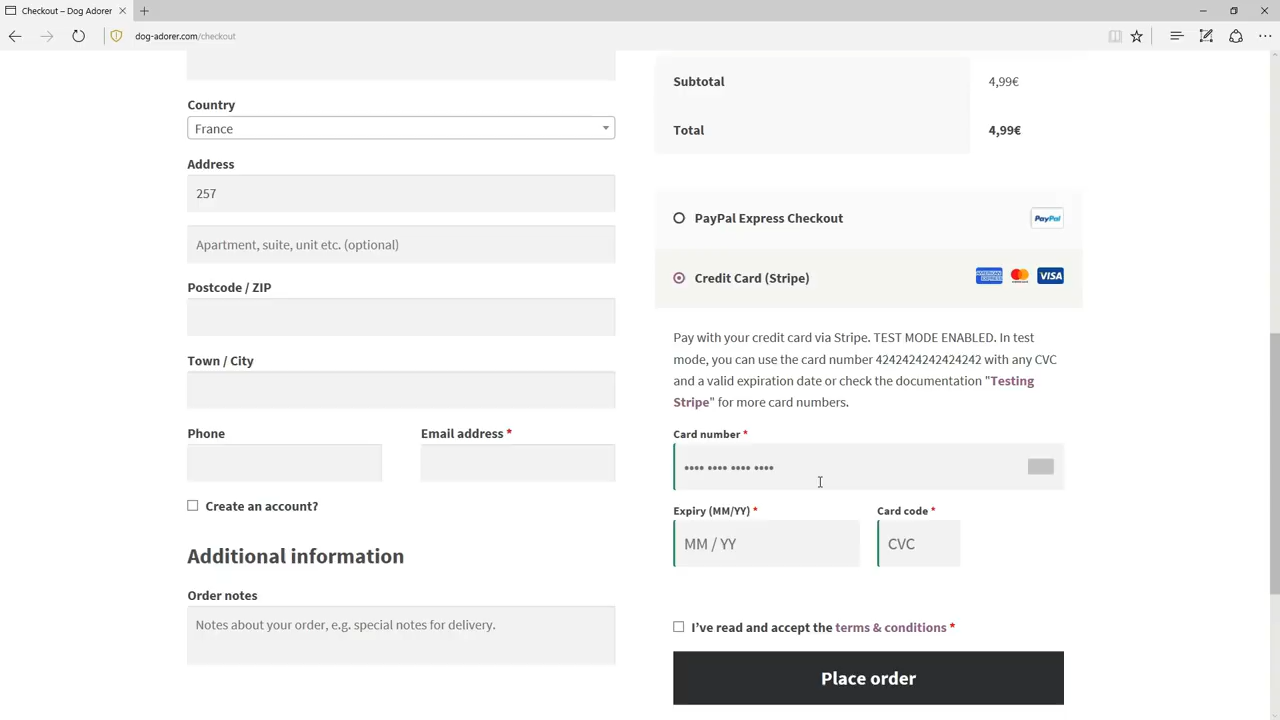 Checkout – Dog Adorer
dog-adorer.com/checkout
Country
France
Address
257
Apartment, suite, unit etc. (optional)
Postcode / ZIP
Town / City
Phone
Email address *
Create an account?
Additional information
Order notes
Notes about your order, e.g. special notes for delivery.
Subtotal
4,99€
Total
4,99€
PayPal Express Checkout
PayPal
Credit Card (Stripe)
AMERICAN EXPRESS
VISA
Pay with your credit card via Stripe. TEST MODE ENABLED. In test
mode, you can use the card number 4242424242424242 with any CVC
and a valid expiration date or check the documentation "Testing
Stripe" for more card numbers.
Card number *
•••• •••• •••• ••••
Expiry (MM/YY) *
Card code *
MM / YY
CVC
I’ve read and accept the terms & conditions *
Place order